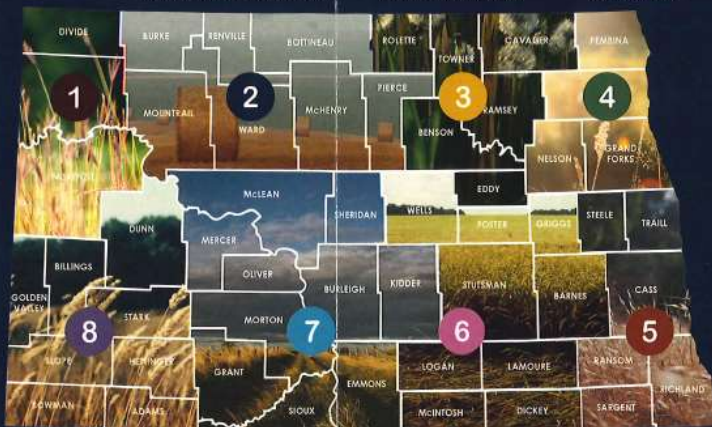 DIVIDE
BURKE
RENVILLE
BOTTINEAU
ROLETTE
TOWNER
CAVALIER
PEMBINA
1
MOUNTRAIL
2
WARD
McHENRY
PIERCE
3
BENSON
RAMSEY
4
NELSON
GRAND
FORKS
McLEAN
SHERIDAN
WELLS
EDDY
FOSTER
GRIGGS
STEELE
TRAILL
DUNN
MERCER
OLIVER
BILLINGS
GOLDEN
VALLEY
STARK
8
MORTON
7
BURLEIGH
KIDDER
STUTSMAN
6
BARNES
CASS
5
SLOPE
HETTINGER
GRANT
EMMONS
LOGAN
LAMOURE
RANSOM
RICHLAND
BOWMAN
ADAMS
SIOUX
McINTOSH
DICKEY
SARGENT